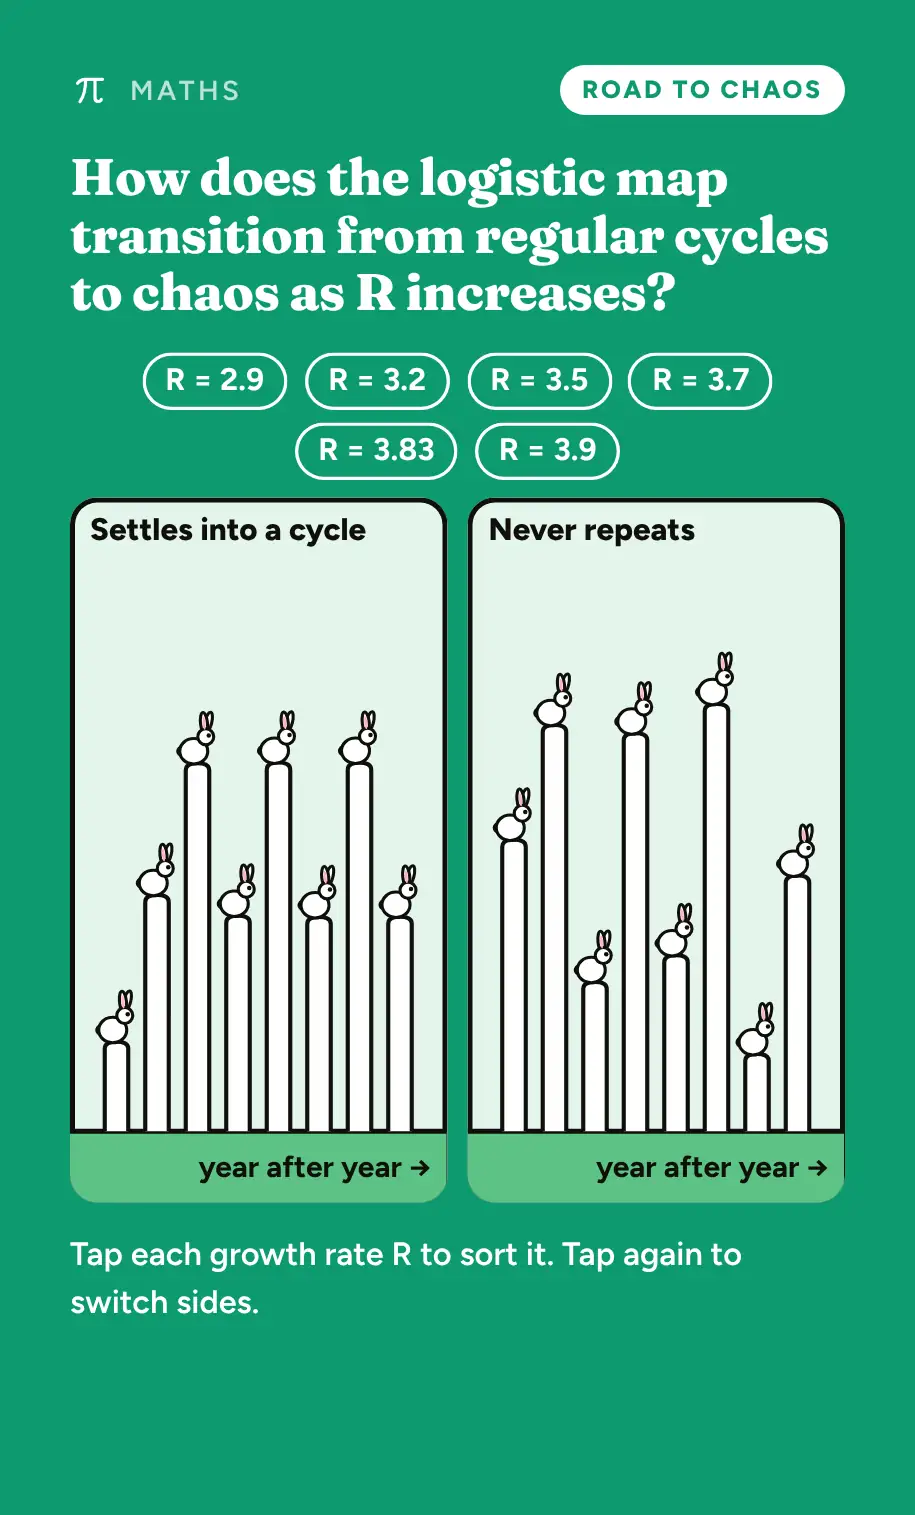 π MATHS
ROAD TO CHAOS
How does the logistic map
transition from regular cycles
to chaos as R increases?
R = 2.9
R = 3.2
R = 3.5
R = 3.7
R = 3.83
R = 3.9
Settles into a cycle
Never repeats
year after year →
year after year →
Tap each growth rate R to sort it. Tap again to
switch sides.